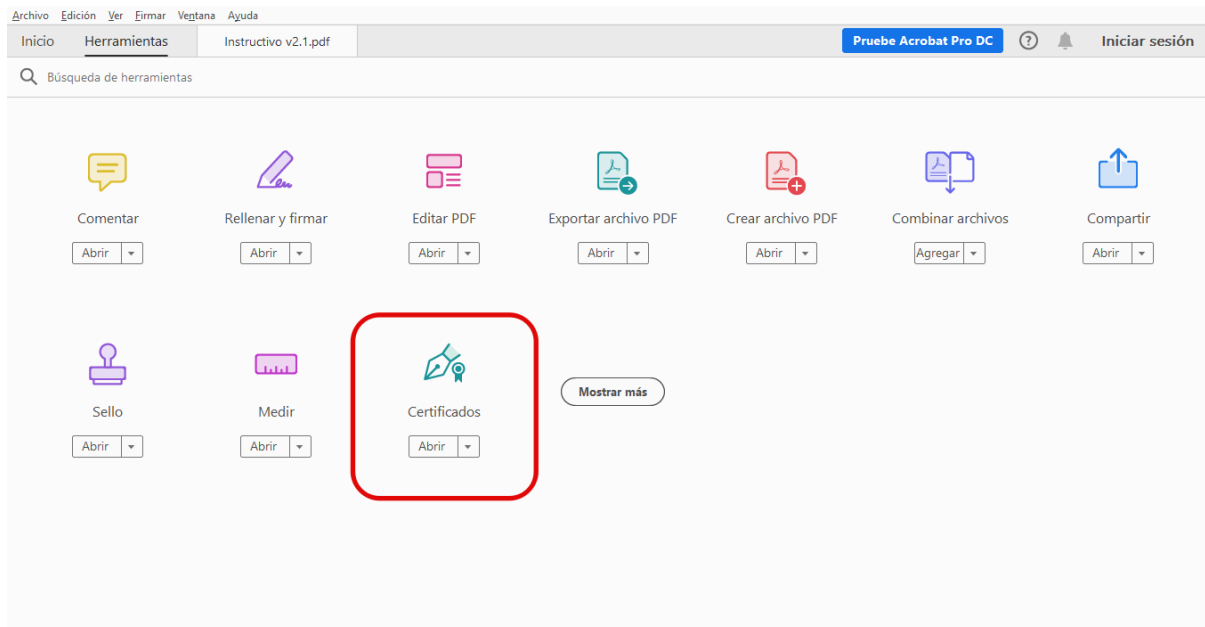 Archivo Edición Ver Firmar Ventana Ayuda
Inicio Herramientas Instructivo v2.1.pdf Pruebe Acrobat Pro DC ? Iniciar sesión
Búsqueda de herramientas
Comentar Rellenar y firmar Editar PDF Exportar archivo PDF Crear archivo PDF Combinar archivos Compartir
Abrir Abrir Abrir Abrir Abrir Agregar Abrir
Sello Medir Certificados Mostrar más
Abrir Abrir Abrir